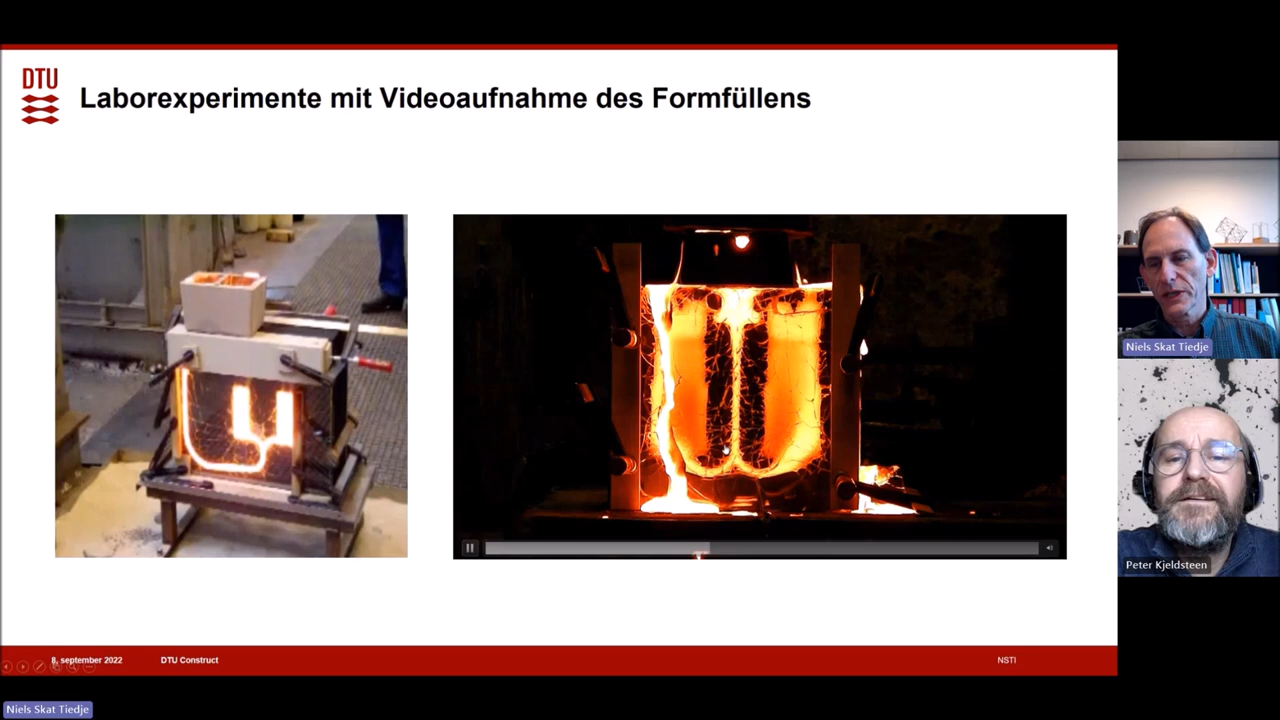 DTU
Laborexperimente mit Videoaufnahme des Formfüllens
Niels Skat Tiedje
Peter Kjeldsteen
8. september 2022
DTU Construct
NSTI
Niels Skat Tiedje